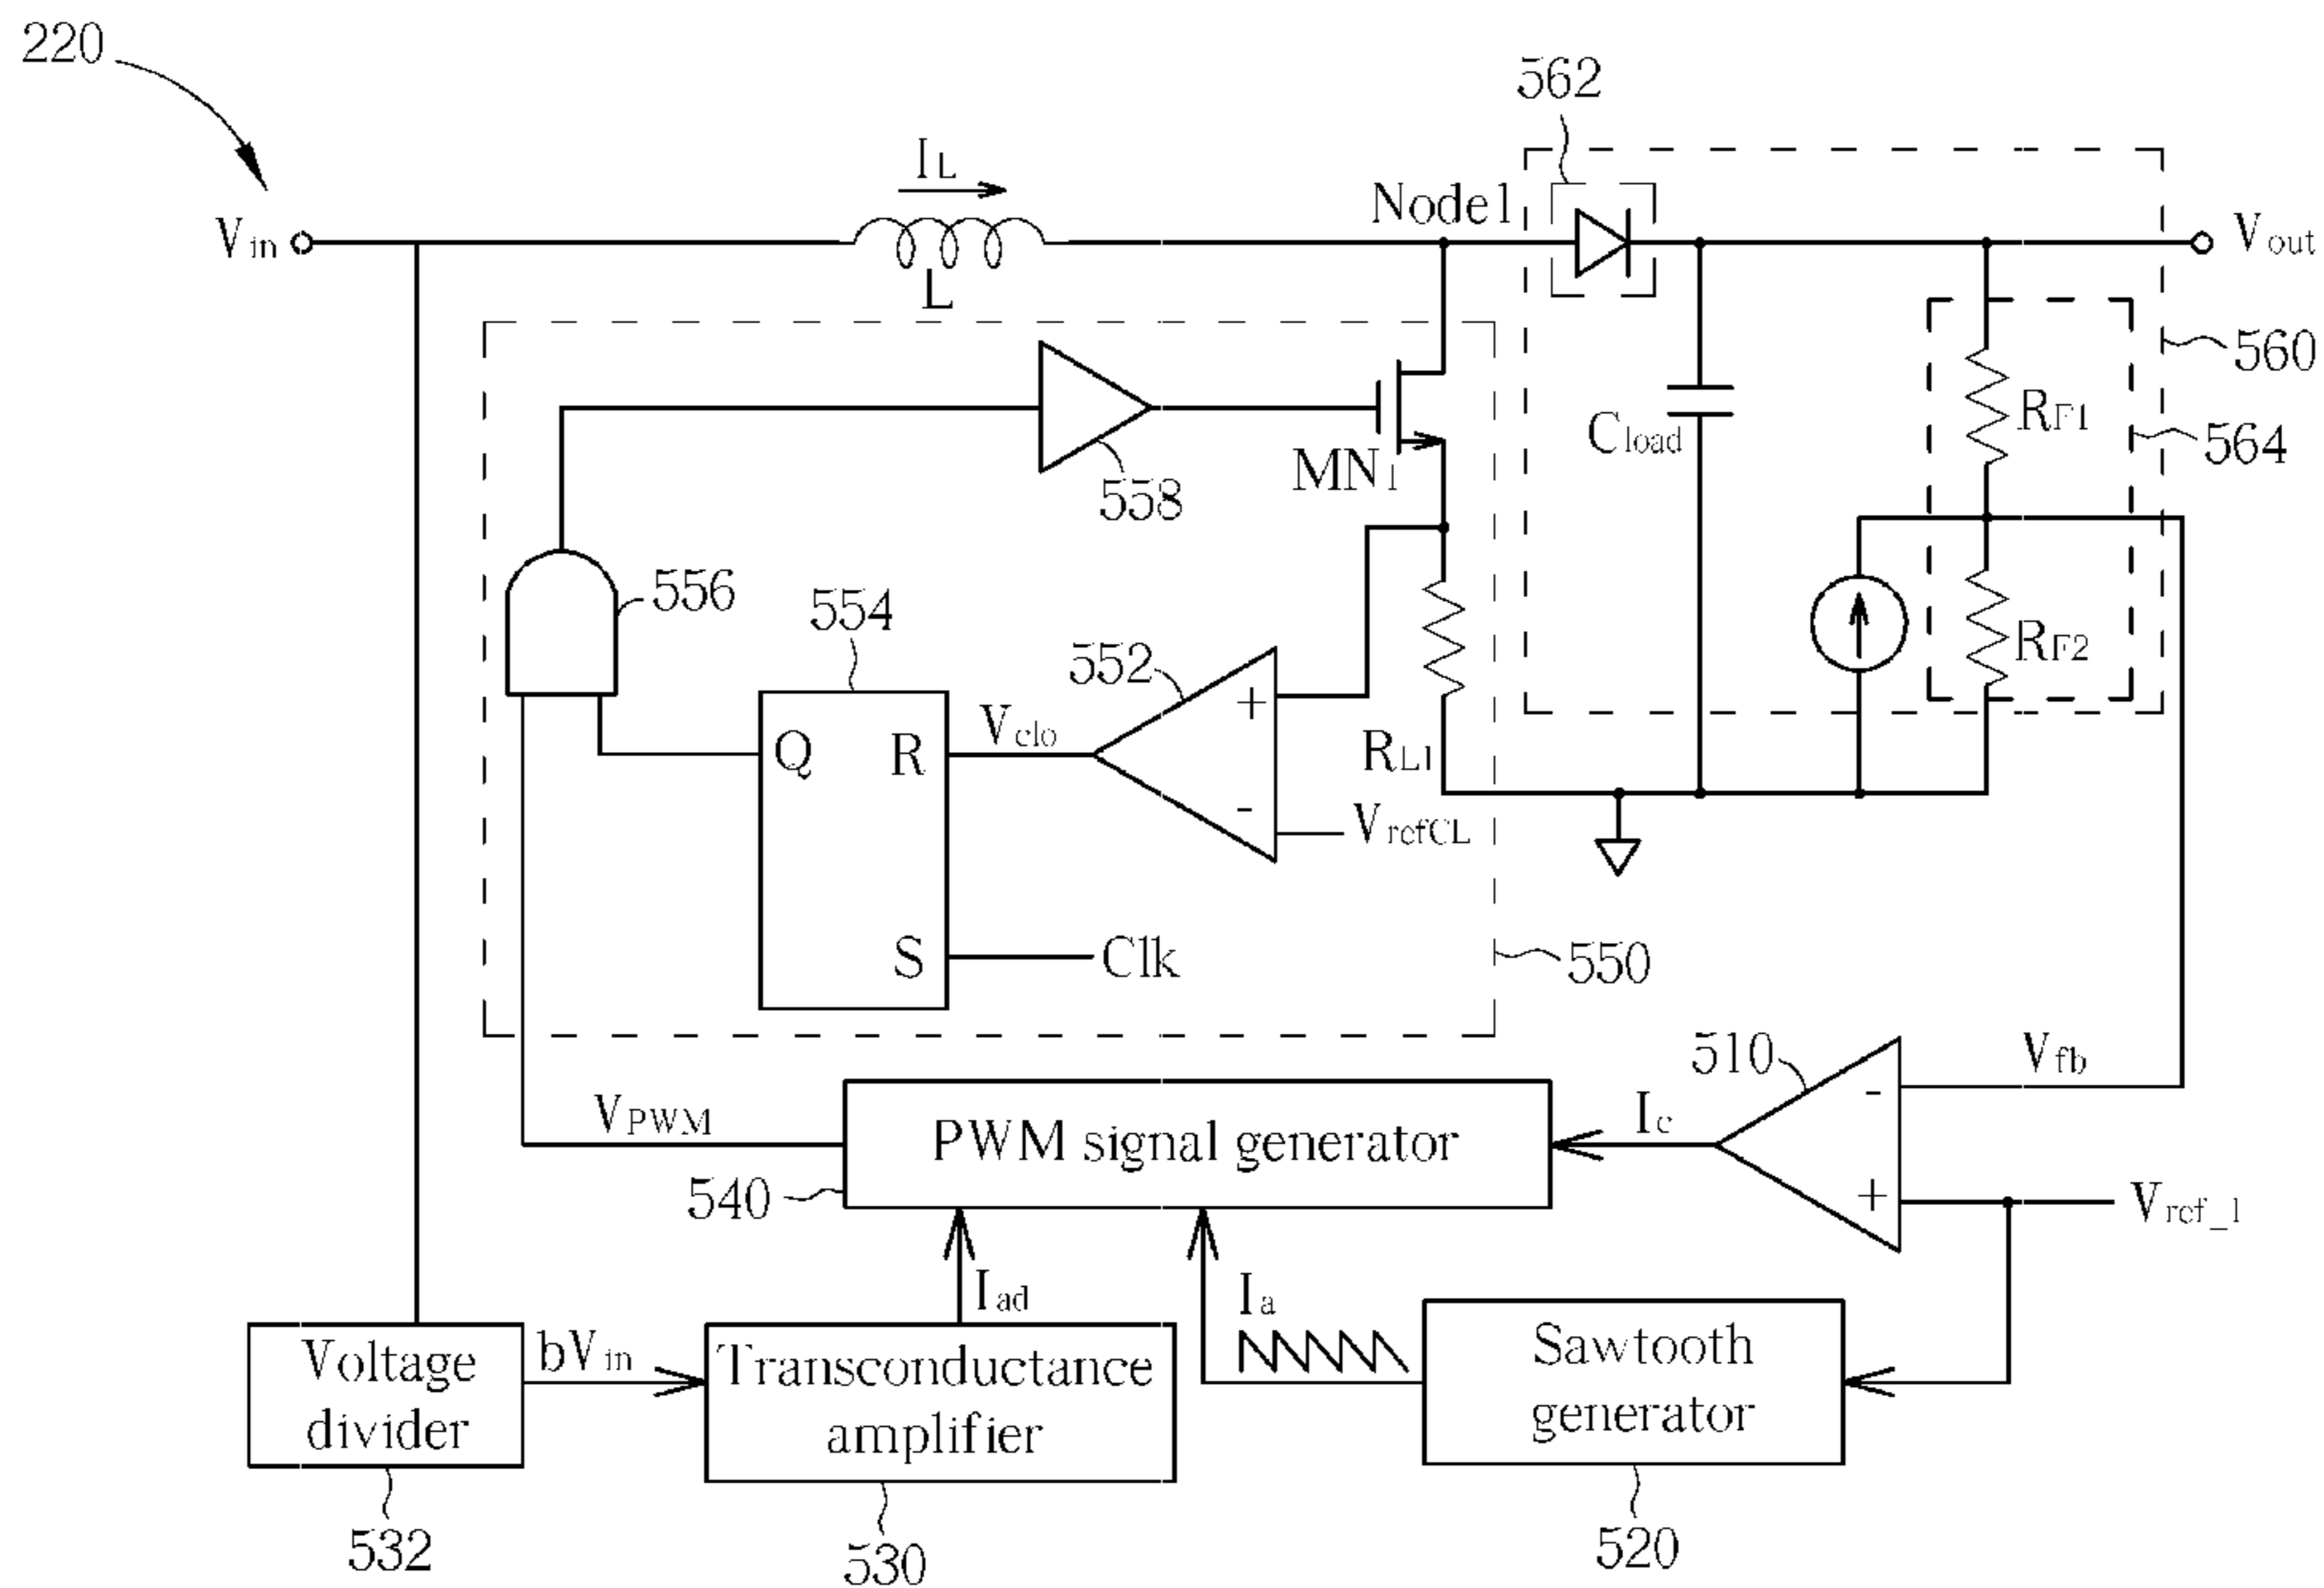 220
562
IL
Node1
Vin
Vout
L
560
RF1
564
Cload
MN1
558
556
554
552
RF2
+
Q
R
Vclo
RL1
-
VrefCL
S
Clk
550
510
Vfb
-
VPWM
PWM signal generator
Ic
540
+
Vref_1
Iad
Ia
Voltage
divider
bVin
Transconductance
amplifier
Sawtooth
generator
532
530
520